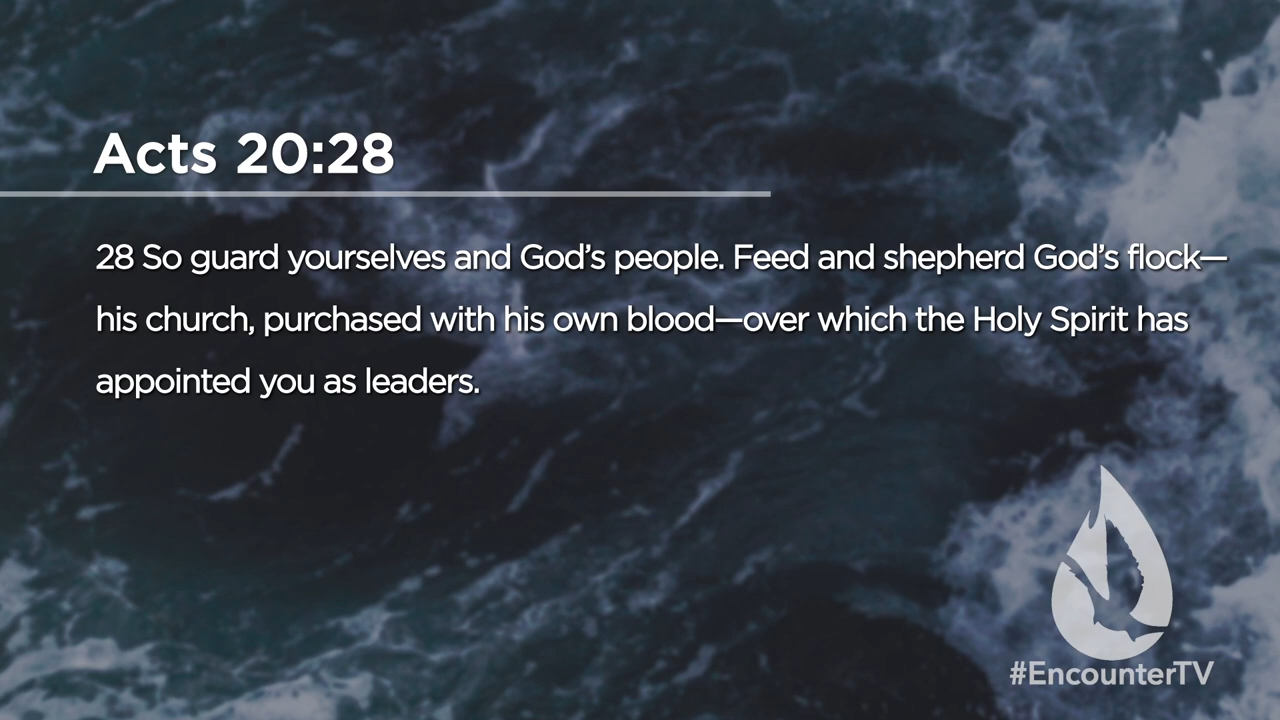 Acts 20:28
28 So guard yourselves and God’s people. Feed and shepherd God’s flock—
his church, purchased with his own blood—over which the Holy Spirit has
appointed you as leaders.
#EncounterTV